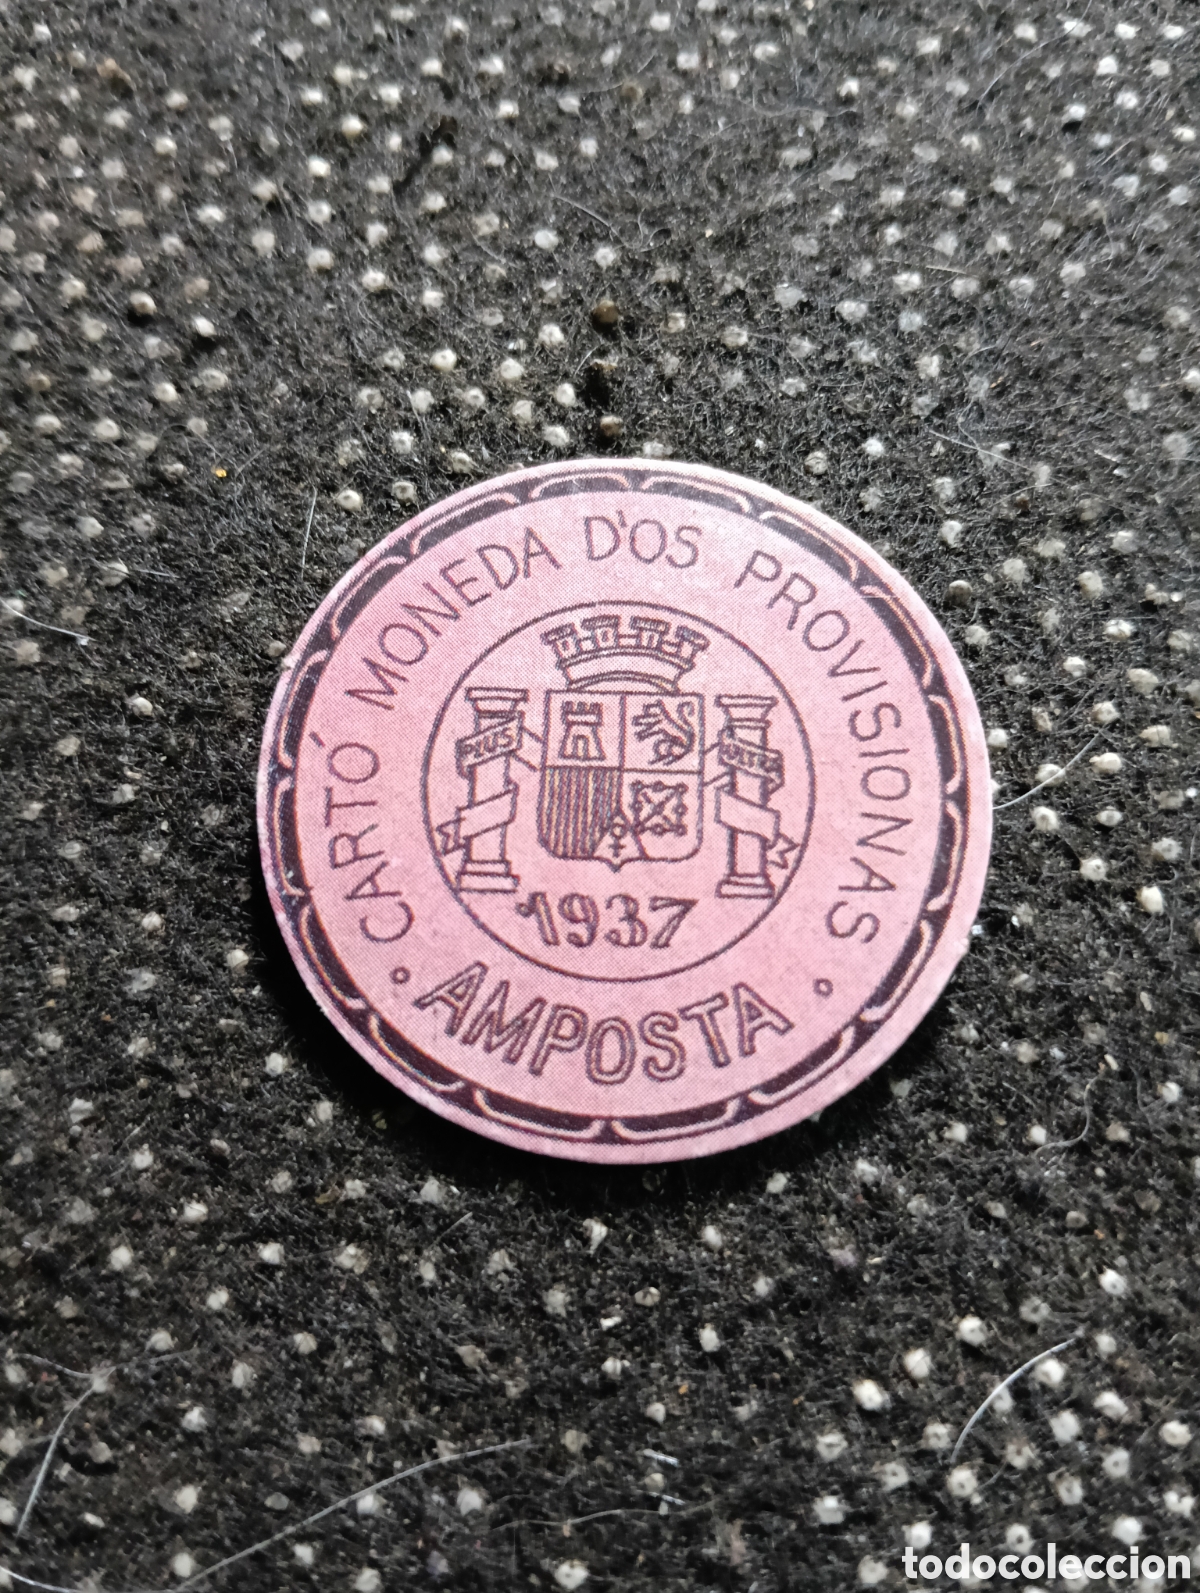 CARTÓ MONEDA D'OS PROVISIONAS
PLUS ULTRA
1937
AMPOSTA
todocoleccion